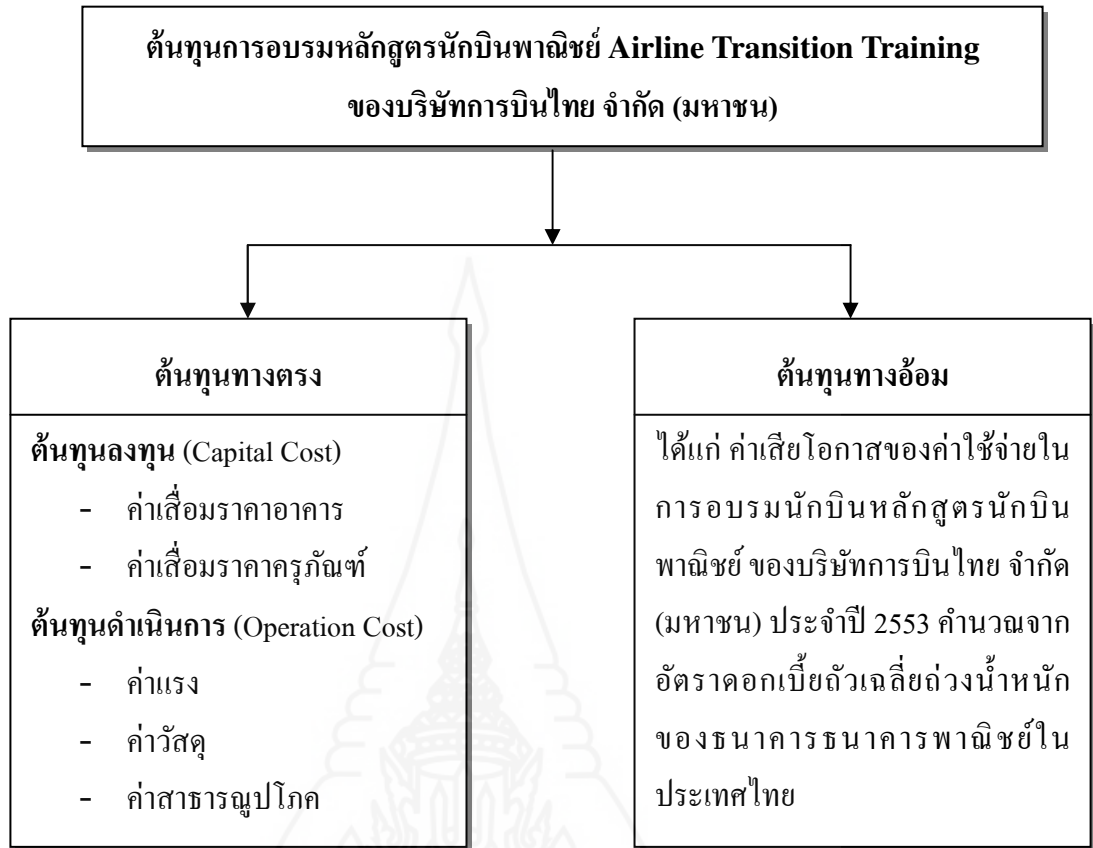 ต้นทุนการอบรมหลักสูตรนักบินพาณิชย์ Airline Transition Training
ของบริษัทการบินไทย จำกัด (มหาชน)
ต้นทุนทางตรง
ต้นทุนลงทุน (Capital Cost)
- ค่าเสื่อมราคาอาคาร
- ค่าเสื่อมราคาครุภัณฑ์
ต้นทุนดำเนินการ (Operation Cost)
- ค่าแรง
- ค่าวัสดุ
- ค่าสาธารณูปโภค
ต้นทุนทางอ้อม
ได้แก่ ค่าเสียโอกาสของค่าใช้จ่ายใน
การอบรมนักบินหลักสูตรนักบิน
พาณิชย์ ของบริษัทการบินไทย จำกัด
(มหาชน) ประจำปี 2553 คำนวณจาก
อัตราดอกเบี้ยถัวเฉลี่ยถ่วงน้ำหนัก
ของธนาคารธนาคารพาณิชย์ใน
ประเทศไทย